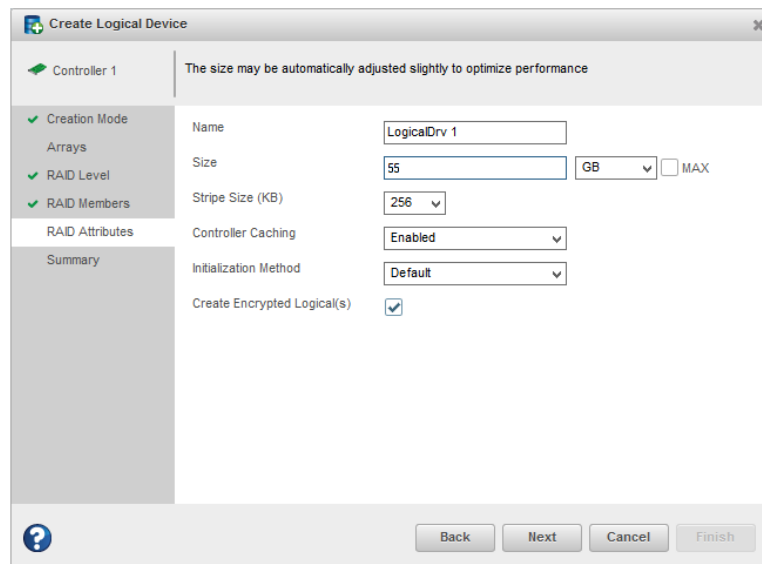 Create Logical Device
Controller 1
The size may be automatically adjusted slightly to optimize performance
Creation Mode
Arrays
RAID Level
RAID Members
RAID Attributes
Summary
Name
LogicalDrv 1
Size
55
GB
MAX
Stripe Size (KB)
256
Controller Caching
Enabled
Initialization Method
Default
Create Encrypted Logical(s)
Back
Next
Cancel
Finish